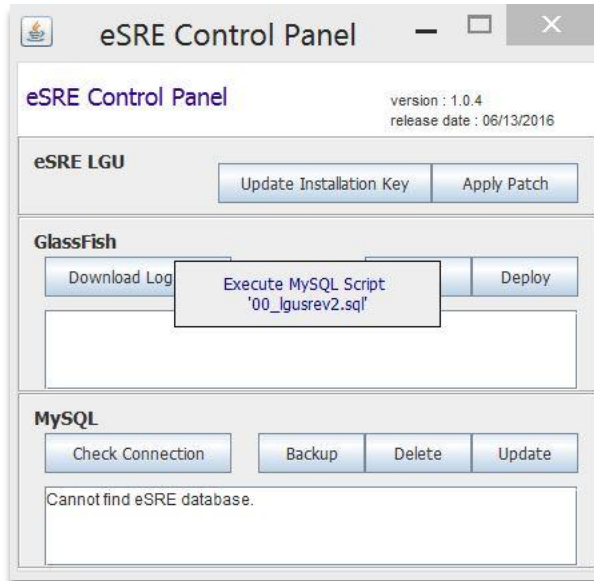 eSRE Control Panel
eSRE Control Panel
version : 1.0.4
release date : 06/13/2016
eSRE LGU
Update Installation Key
Apply Patch
GlassFish
Download Log
Deploy
Execute MySQL Script
'00_lgusrev2.sql'
MySQL
Check Connection
Backup
Delete
Update
Cannot find eSRE database.